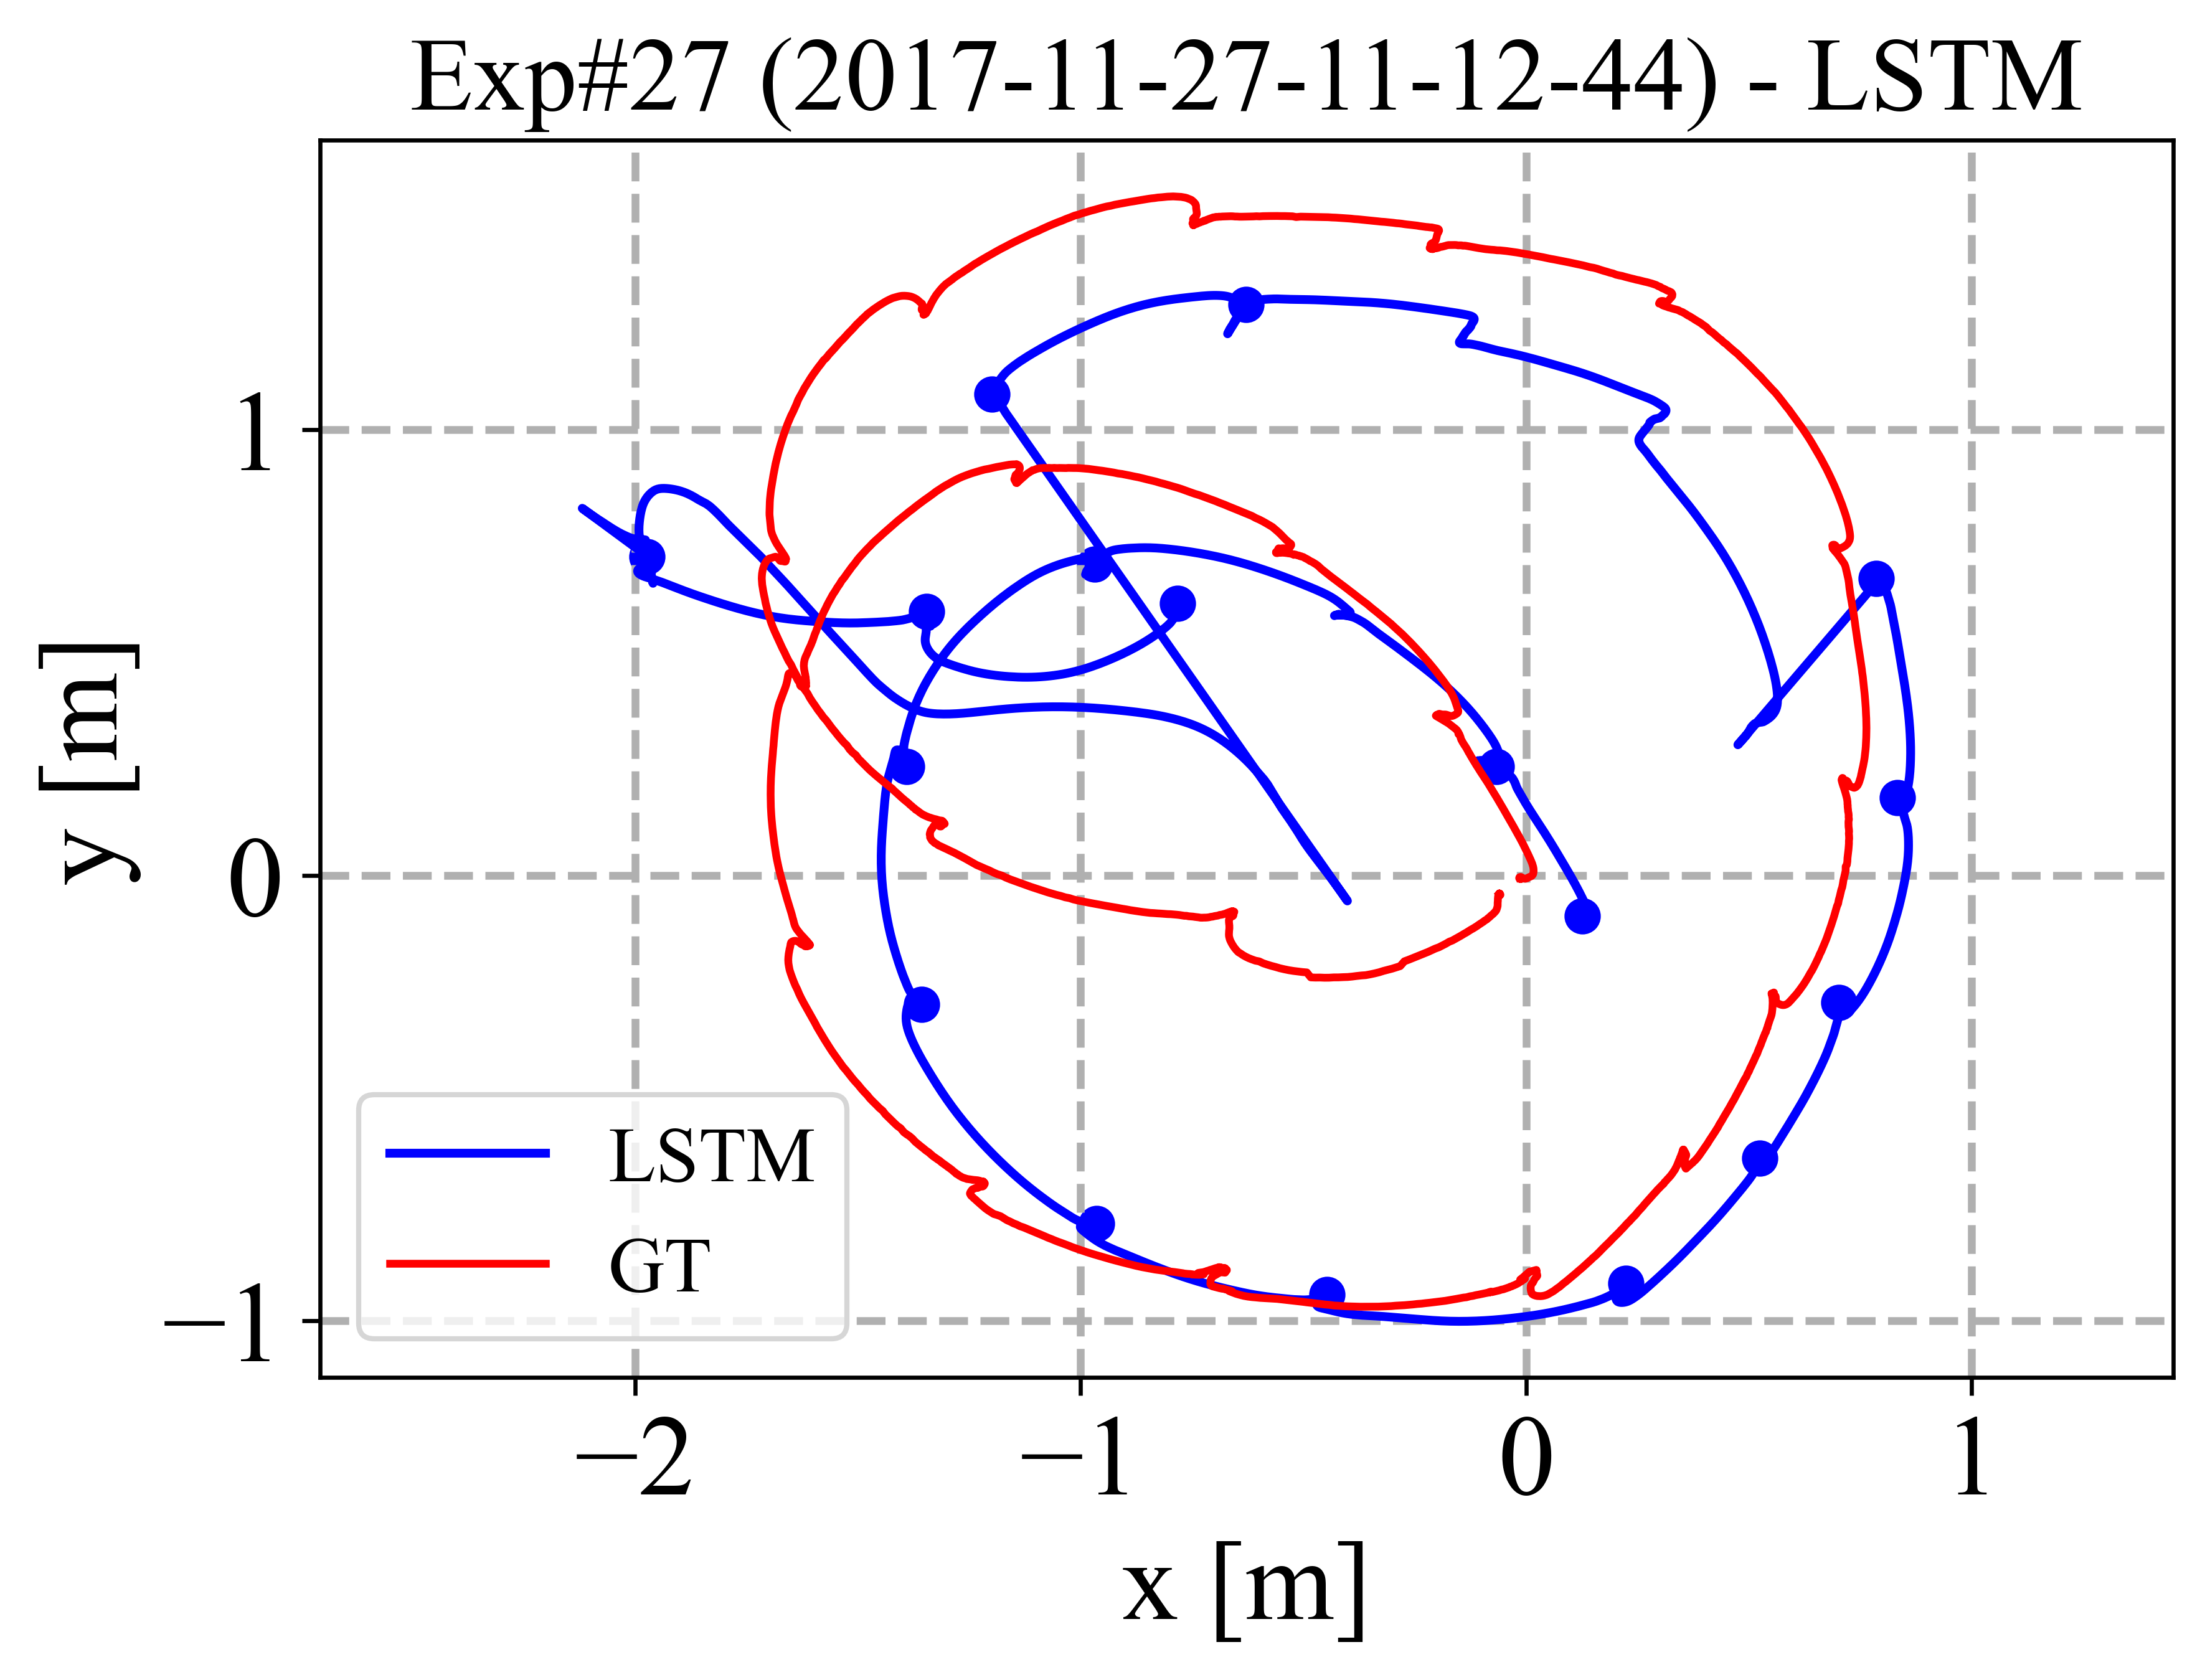 Exp#27 (2017-11-27-11-12-44) - LSTM
1
0
−1
y [m]
LSTM
GT
−2 −1 0 1
x [m]